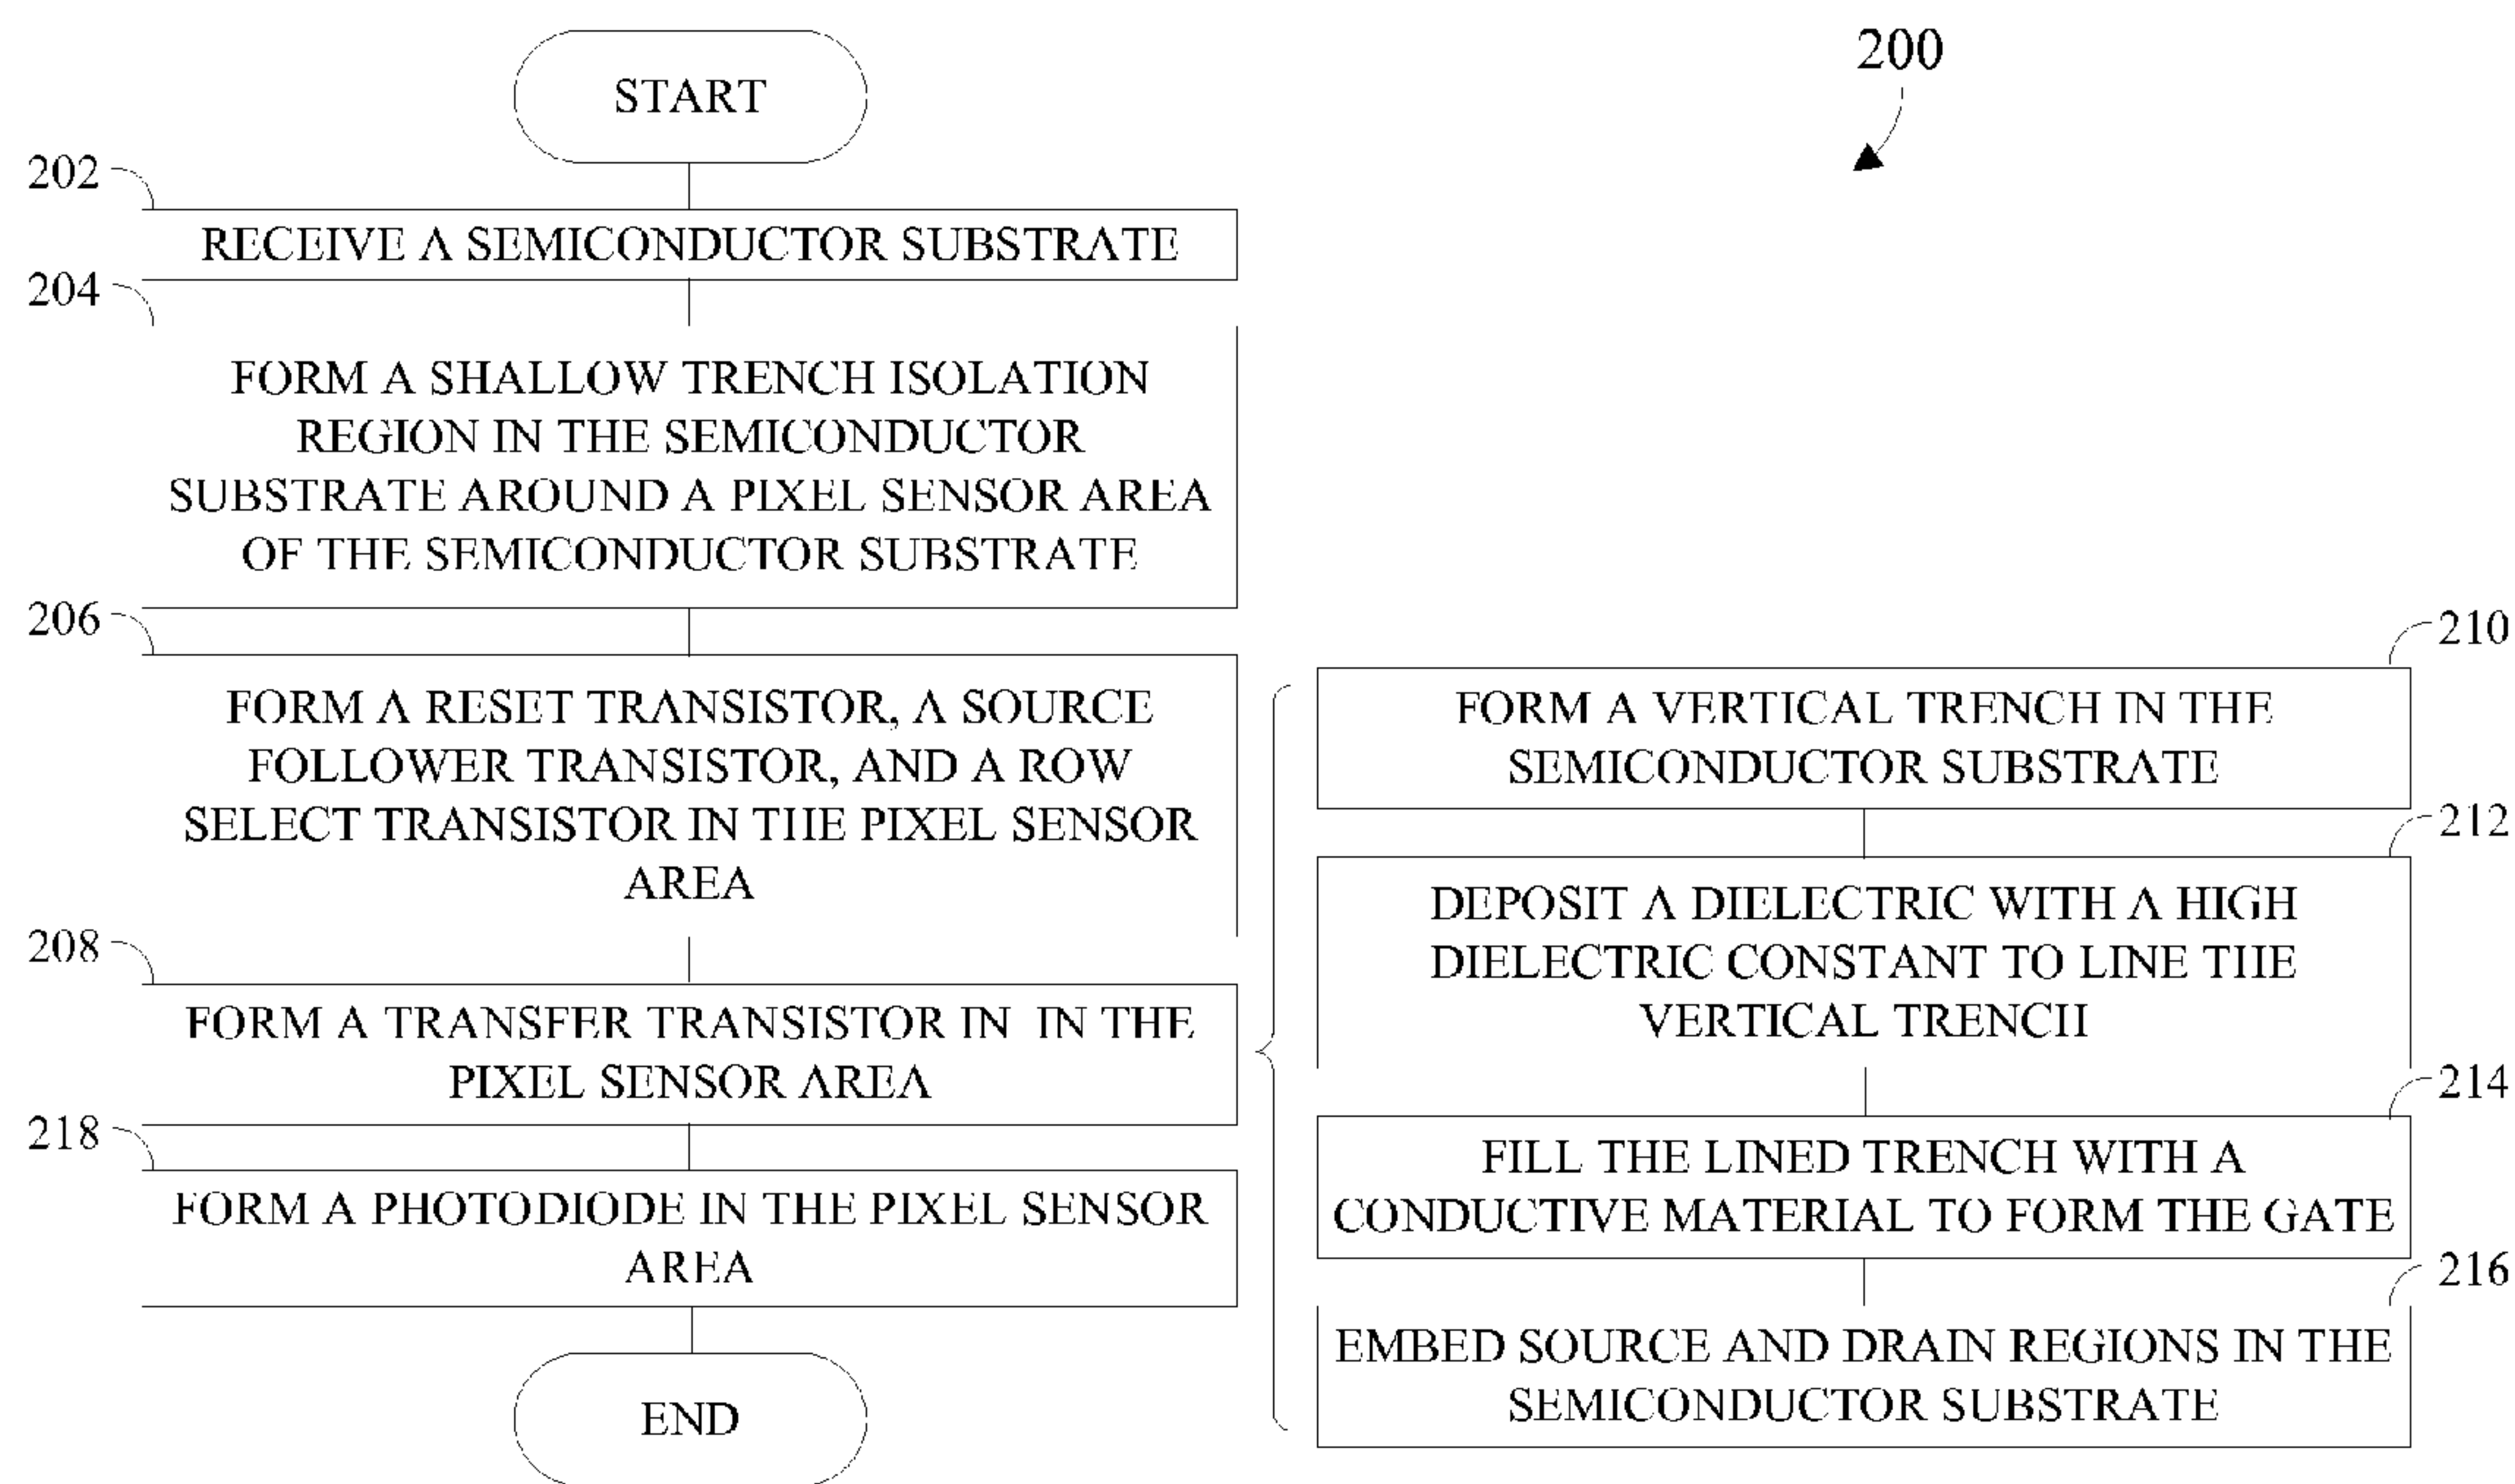 200
START
202
RECEIVE A SEMICONDUCTOR SUBSTRATE
204
FORM A SHALLOW TRENCH ISOLATION
REGION IN THE SEMICONDUCTOR
SUBSTRATE AROUND A PIXEL SENSOR AREA
OF THE SEMICONDUCTOR SUBSTRATE
206
FORM A RESET TRANSISTOR, A SOURCE
FOLLOWER TRANSISTOR, AND A ROW
SELECT TRANSISTOR IN THE PIXEL SENSOR
AREA
208
FORM A TRANSFER TRANSISTOR IN IN THE
PIXEL SENSOR AREA
218
FORM A PHOTODIODE IN THE PIXEL SENSOR
AREA
END
210
FORM A VERTICAL TRENCH IN THE
SEMICONDUCTOR SUBSTRATE
212
DEPOSIT A DIELECTRIC WITH A HIGH
DIELECTRIC CONSTANT TO LINE THE
VERTICAL TRENCH
214
FILL THE LINED TRENCH WITH A
CONDUCTIVE MATERIAL TO FORM THE GATE
216
EMBED SOURCE AND DRAIN REGIONS IN THE
SEMICONDUCTOR SUBSTRATE